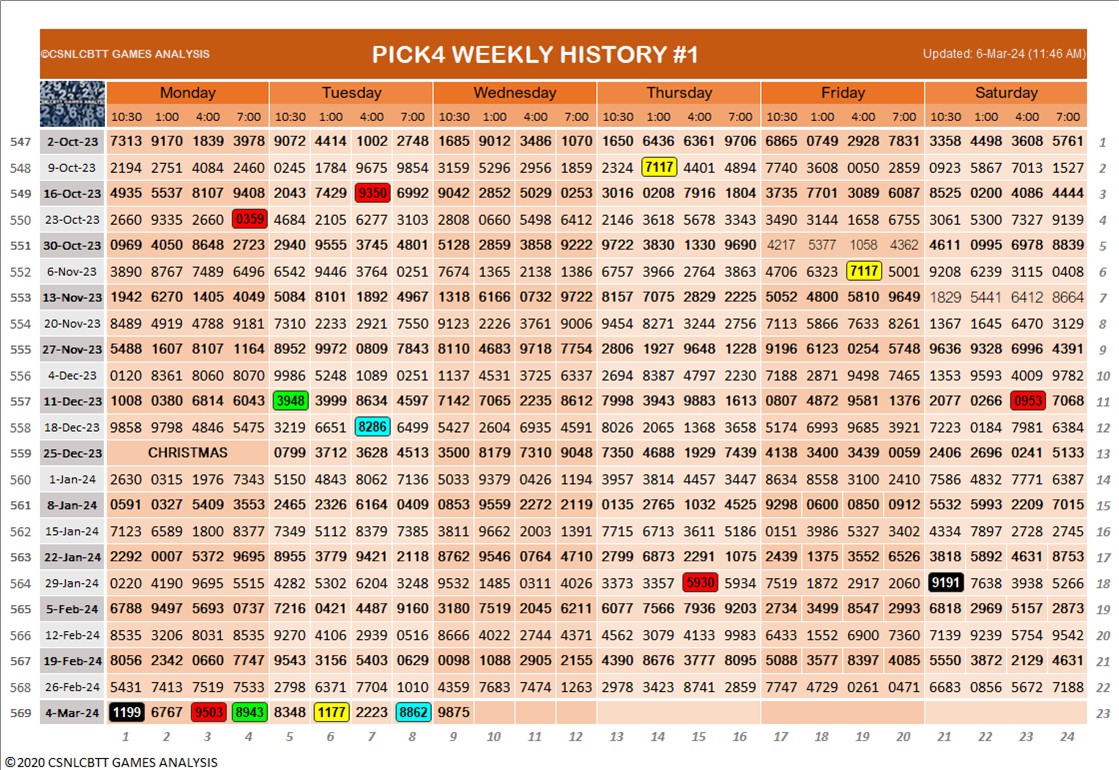 ©CSNLCBTT GAMES ANALYSIS PICK4 WEEKLY HISTORY #1 Updated: 6-Mar-24 (11:46 AM)
Monday Tuesday Wednesday Thursday Friday Saturday
10:30 1:00 4:00 7:00 10:30 1:00 4:00 7:00 10:30 1:00 4:00 7:00 10:30 1:00 4:00 7:00 10:30 1:00 4:00 7:00 10:30 1:00 4:00 7:00
547 2-Oct-23 7313 9170 1839 3978 9072 4414 1002 2748 1685 9012 3486 1070 1650 6436 6361 9706 6865 0749 2928 7831 3358 4498 3608 5761 1
548 9-Oct-23 2194 2751 4084 2460 0245 1784 9675 9854 3159 5296 2956 1859 2324 7117 4401 4894 7740 3608 0050 2859 0923 5867 7013 1527 2
549 16-Oct-23 4935 5537 8107 9408 2043 7429 9350 6992 9042 2852 5029 0253 3016 0208 7916 1804 3735 7701 3089 6087 8525 0200 4086 4444 3
550 23-Oct-23 2660 9335 2660 0359 4684 2105 6277 3103 2808 0660 5498 6412 2146 3618 5678 3343 3490 3144 1658 6755 3061 5300 7327 9139 4
551 30-Oct-23 0969 4050 8648 2723 2940 9555 3745 4801 5128 2859 3858 9222 9722 3830 1330 9690 4217 5377 1058 4362 4611 0995 6978 8839 5
552 6-Nov-23 3890 8767 7489 6496 6542 9446 3764 0251 7674 1365 2138 1386 6757 3966 2764 3863 4706 6323 7117 5001 9208 6239 3115 0408 6
553 13-Nov-23 1942 6270 1405 4049 5084 8101 1892 4967 1318 6166 0732 9722 8157 7075 2829 2225 5052 4800 5810 9649 1829 5441 6412 8664 7
554 20-Nov-23 8489 4919 4788 9181 7310 2233 2921 7550 9123 2226 3761 9006 9454 8271 3244 2756 7113 5866 7633 8261 1367 1645 6470 3129 8
555 27-Nov-23 5488 1607 8107 1164 8952 9972 0809 7843 8110 4683 9718 7754 2806 1927 9648 1228 9196 6123 0254 5748 9636 9328 6996 4391 9
556 4-Dec-23 0120 8361 8060 8070 9986 5248 1089 0251 1137 4531 3725 6337 2694 8387 4797 2230 7188 2871 9498 7465 1353 9593 4009 9782 10
557 11-Dec-23 1008 0380 6814 6043 3948 3999 8634 4597 7142 7065 2235 8612 7998 3943 9883 1613 0807 4872 9581 1376 2077 0266 0953 7068 11
558 18-Dec-23 9858 9798 4846 5475 3219 6651 8286 6499 5427 2604 6935 4591 8026 2065 1368 3658 5174 6993 9685 3921 7223 0184 7981 6384 12
559 25-Dec-23 CHRISTMAS 0799 3712 3628 4513 3500 8179 7310 9048 7350 4688 1929 7439 4138 3400 3439 0059 2406 2696 0241 5133 13
560 1-Jan-24 2630 0315 1976 7343 5150 4843 8062 7136 5033 9379 0426 1194 3957 3814 4457 3447 8634 8558 3100 2410 7586 4832 7771 6387 14
561 8-Jan-24 0591 0327 5409 3553 2465 2326 6164 0409 0853 9559 2272 2119 0135 2765 1032 4525 9298 0600 0850 0912 5532 5993 2209 7015 15
562 15-Jan-24 7123 6589 1800 8377 7349 5112 8379 7385 3811 9662 2003 1391 7715 6713 3611 5186 0151 3986 5327 3402 4334 7897 2728 2745 16
563 22-Jan-24 2292 0007 5372 9695 8955 3779 9421 2118 8762 9546 0764 4710 2799 6873 2291 1075 2439 1375 3552 6526 3818 5892 4631 8753 17
564 29-Jan-24 0220 4190 9695 5515 4282 5302 6204 3248 9532 1485 0311 4026 3373 3357 5930 5934 7519 1872 2917 2060 9191 7638 3938 5266 18
565 5-Feb-24 6788 9497 5693 0737 7216 0421 4487 9160 3180 7519 2045 6211 6077 7566 7936 9203 2734 3499 8547 2993 6818 2969 5157 2873 19
566 12-Feb-24 8535 3206 8031 8535 9270 4106 2939 0516 8666 4022 2744 4371 4562 3079 4133 9983 6433 1552 6900 7360 7139 9239 5754 9542 20
567 19-Feb-24 8056 2342 0660 7747 9543 3156 5403 0629 0098 1088 2905 2155 4390 8676 3777 8095 5088 3577 8397 4085 5550 3872 2129 4631 21
568 26-Feb-24 5431 7413 7519 7533 2798 6371 7704 1010 4359 7683 7474 1263 2978 3423 8741 2859 7747 4729 0261 0471 6683 0856 5672 7188 22
569 4-Mar-24 1199 6767 9503 8943 8348 1177 2223 8862 9875 23
1 2 3 4 5 6 7 8 9 10 11 12 13 14 15 16 17 18 19 20 21 22 23 24
©2020 CSNLCBTT GAMES ANALYSIS